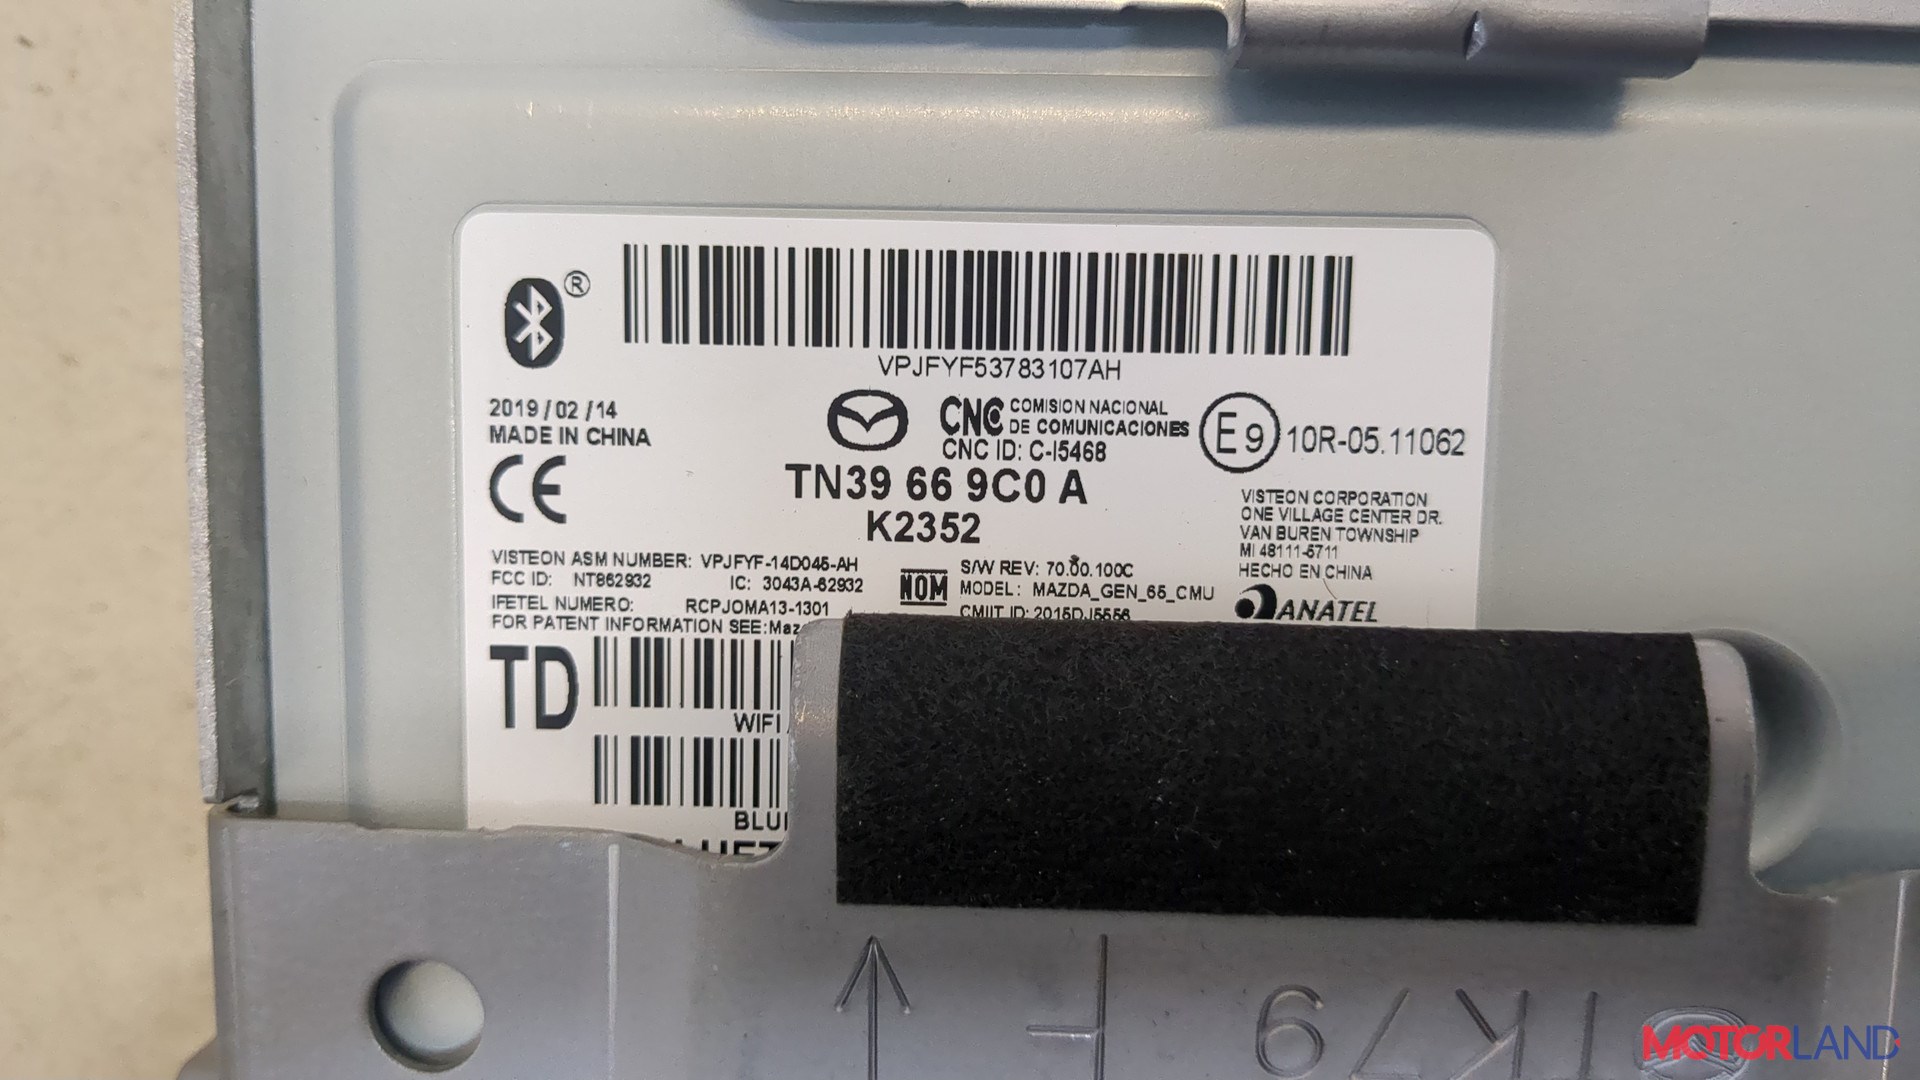 ®
VPJFYF53783107AH
2019/02/14
MADE IN CHINA
CE
CNC COMISION NACIONAL
DE COMUNICACIONES
CNC ID: C-I5468
E9 10R-05.11062
TN39 66 9C0 A
K2352
VISTEON CORPORATION
ONE VILLAGE CENTER DR.
VAN BUREN TOWNSHIP
MI 48111-5711
HECHO EN CHINA
ANATEL
VISTEON ASM NUMBER: VPJFYF-14D045-AH
FCC ID: NT862932 IC: 3043A-62932
IFETEL NUMERO: RCPJOMA13-1301
FOR PATENT INFORMATION SEE:Maz
NOM
S/W REV: 70.00.100C
MODEL: MAZDA_GEN_65_CMU
CMIIT ID: 2015DJ5556
TD
WIFI
BLU
F
TK79
MOTORLAND